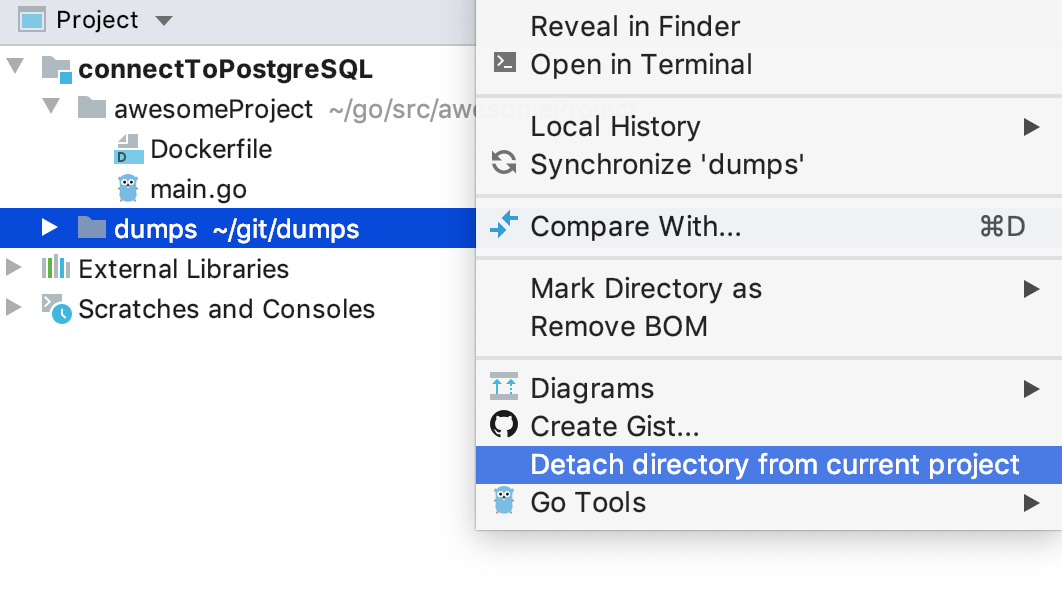 Project
connectToPostgreSQL
awesomeProject ~/go/src/awesomeProject
Dockerfile
D
main.go
dumps ~/git/dumps
External Libraries
Scratches and Consoles
Reveal in Finder
Open in Terminal
Local History
Synchronize 'dumps'
Compare With... ⌘D
Mark Directory as
Remove BOM
Diagrams
Create Gist...
Detach directory from current project
Go Tools